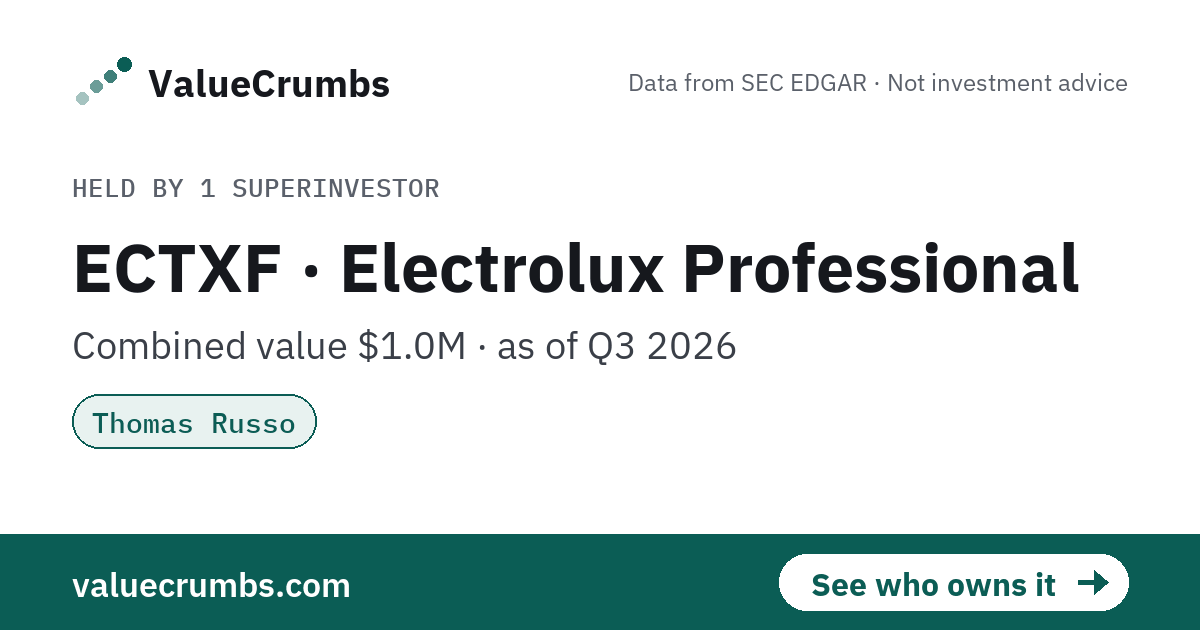 ValueCrumbs
Data from SEC EDGAR · Not investment advice
HELD BY 1 SUPERINVESTOR
ECTXF · Electrolux Professional
Combined value $1.0M · as of Q3 2026
Thomas Russo
valuecrumbs.com
See who owns it →